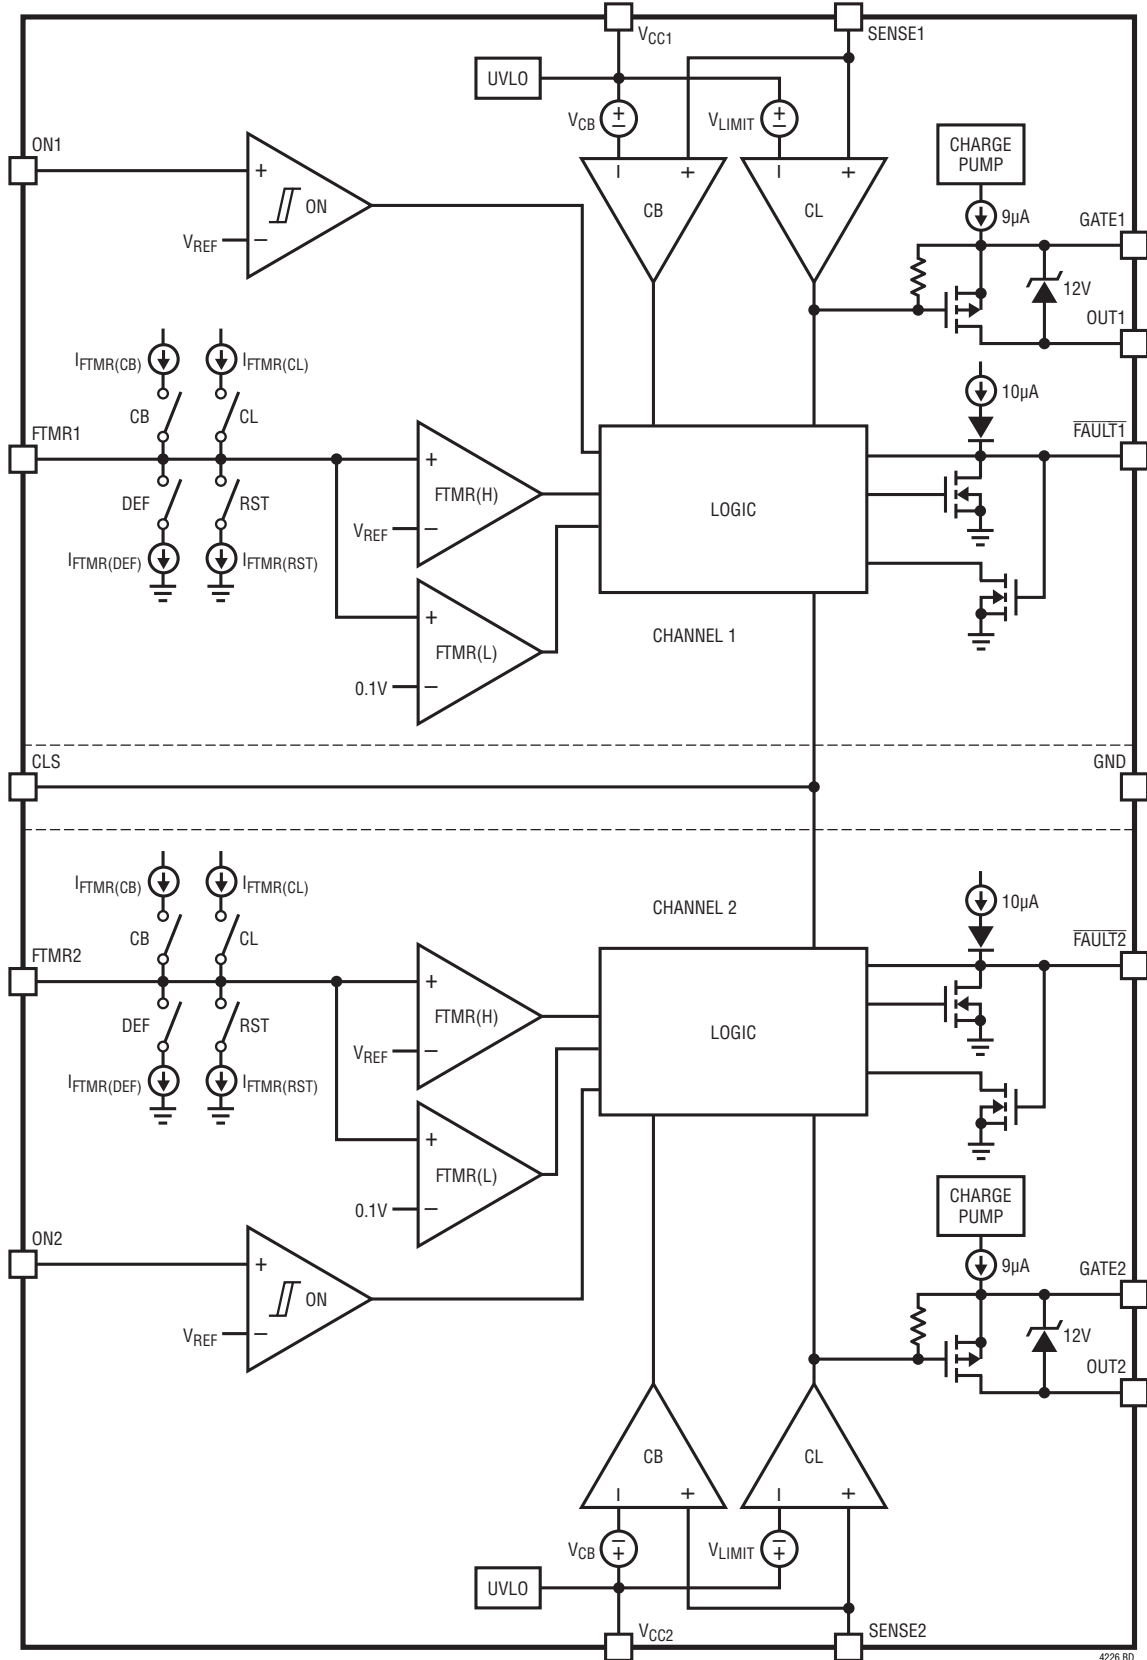 VCC1
SENSE1
UVLO
VCB
+
−
VLIMIT
+
−
ON1
CHARGE
PUMP
+
ON
−
VREF
−
+
CB
−
+
CL
9µA
GATE1
12V
OUT1
IFTMR(CB)
IFTMR(CL)
10µA
CB
CL
FTMR1
FAULT1
+
FTMR(H)
−
VREF
DEF
RST
LOGIC
IFTMR(DEF)
IFTMR(RST)
+
FTMR(L)
−
0.1V
CHANNEL 1
CLS
GND
IFTMR(CB)
IFTMR(CL)
CHANNEL 2
10µA
CB
CL
FTMR2
FAULT2
+
FTMR(H)
−
VREF
DEF
RST
LOGIC
IFTMR(DEF)
IFTMR(RST)
+
FTMR(L)
−
0.1V
CHARGE
PUMP
ON2
+
ON
−
VREF
9µA
GATE2
12V
OUT2
CB
−
+
CL
−
+
VCB
−
+
VLIMIT
−
+
UVLO
VCC2
SENSE2
4226 BD